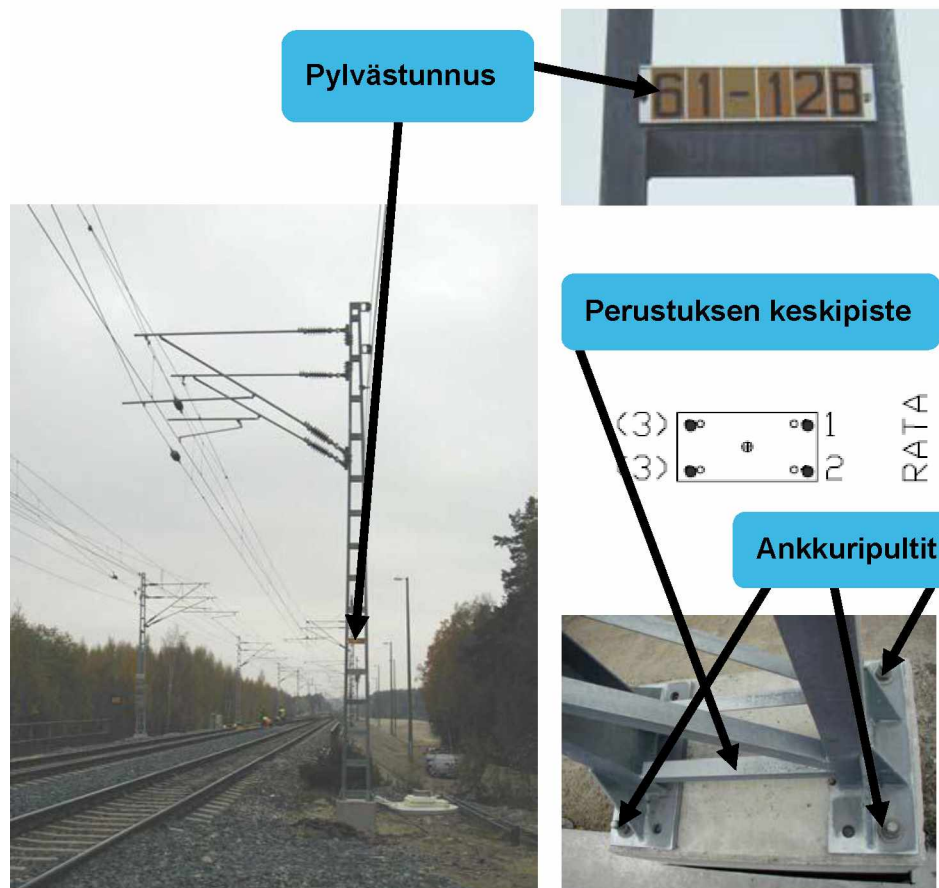 Pylvästunnus
61-12B
Perustuksen keskipiste
(3) 1
(3) 2
RATA
Ankkuripultit